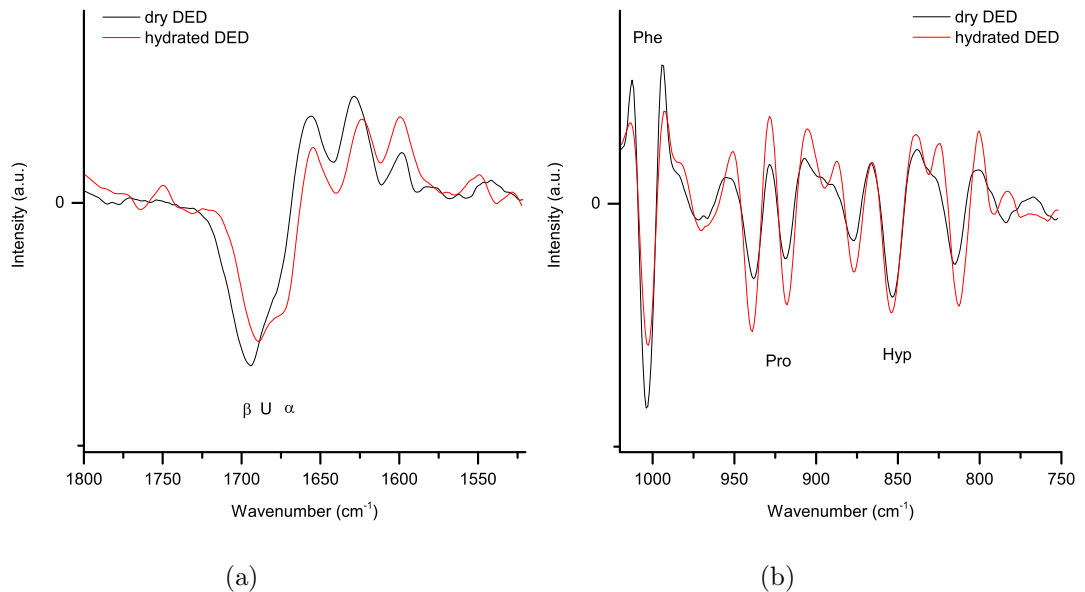 dry DED
hydrated DED
Intensity (a.u.)
0
β U α
1800 1750 1700 1650 1600 1550
Wavenumber (cm⁻¹)
(a)
dry DED
hydrated DED
Phe
Intensity (a.u.)
0
Pro
Hyp
1000 950 900 850 800 750
Wavenumber (cm⁻¹)
(b)